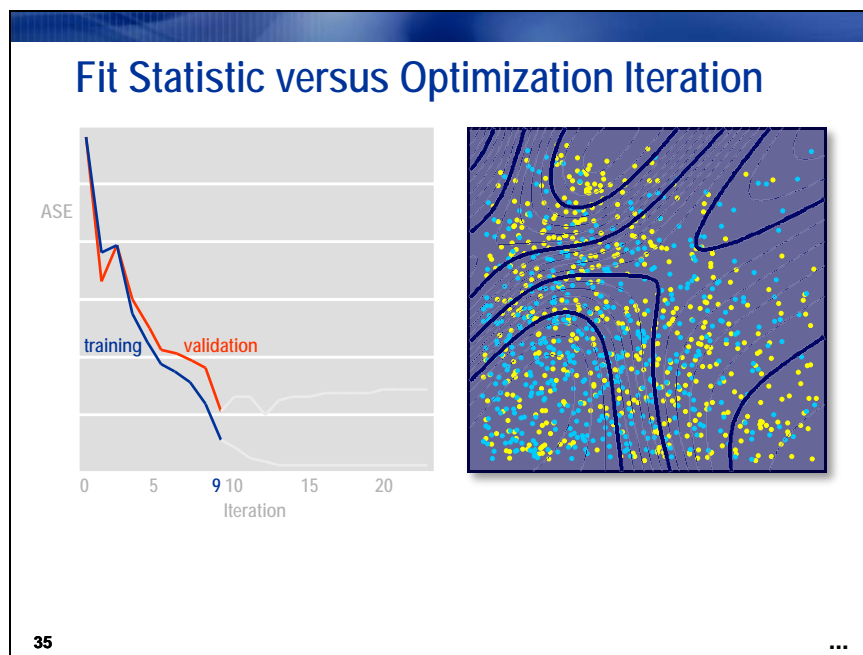 Fit Statistic versus Optimization Iteration
ASE
training validation
0 5 9 10 15 20
Iteration
35
...